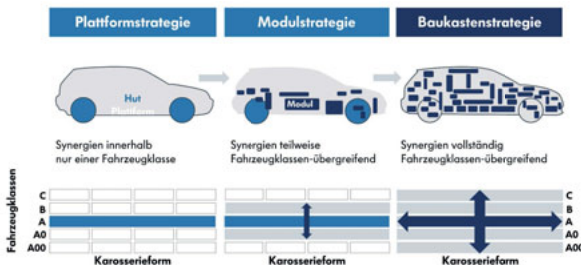 Plattformstrategie
Modulstrategie
Baukastenstrategie
Hut
Plattform
Modul
Synergien innerhalb
nur einer Fahrzeugklasse
Synergien teilweise
Fahrzeugklassen-übergreifend
Synergien vollständig
Fahrzeugklassen-übergreifend
Fahrzeugklassen
C
B
A
A0
A00
C
B
A
A0
A00
Karosserieform
Karosserieform
Karosserieform